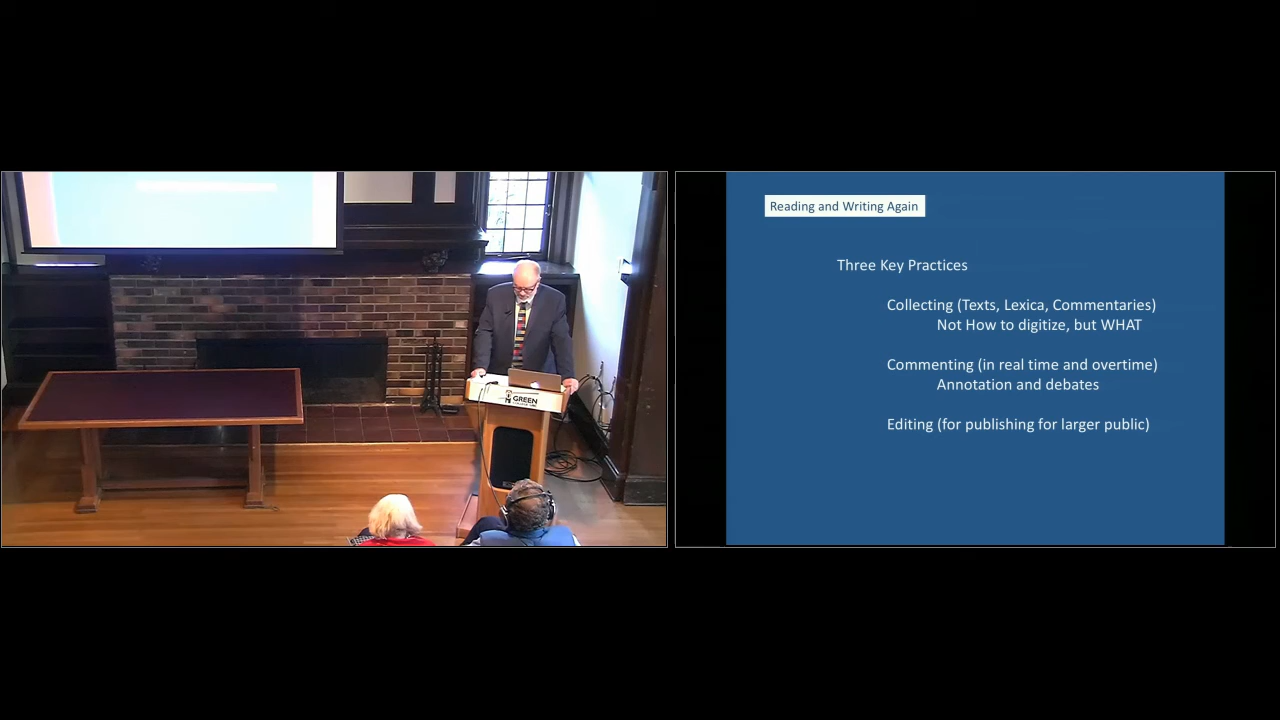 GREEN
Reading and Writing Again
Three Key Practices
Collecting (Texts, Lexica, Commentaries)
Not How to digitize, but WHAT
Commenting (in real time and overtime)
Annotation and debates
Editing (for publishing for larger public)